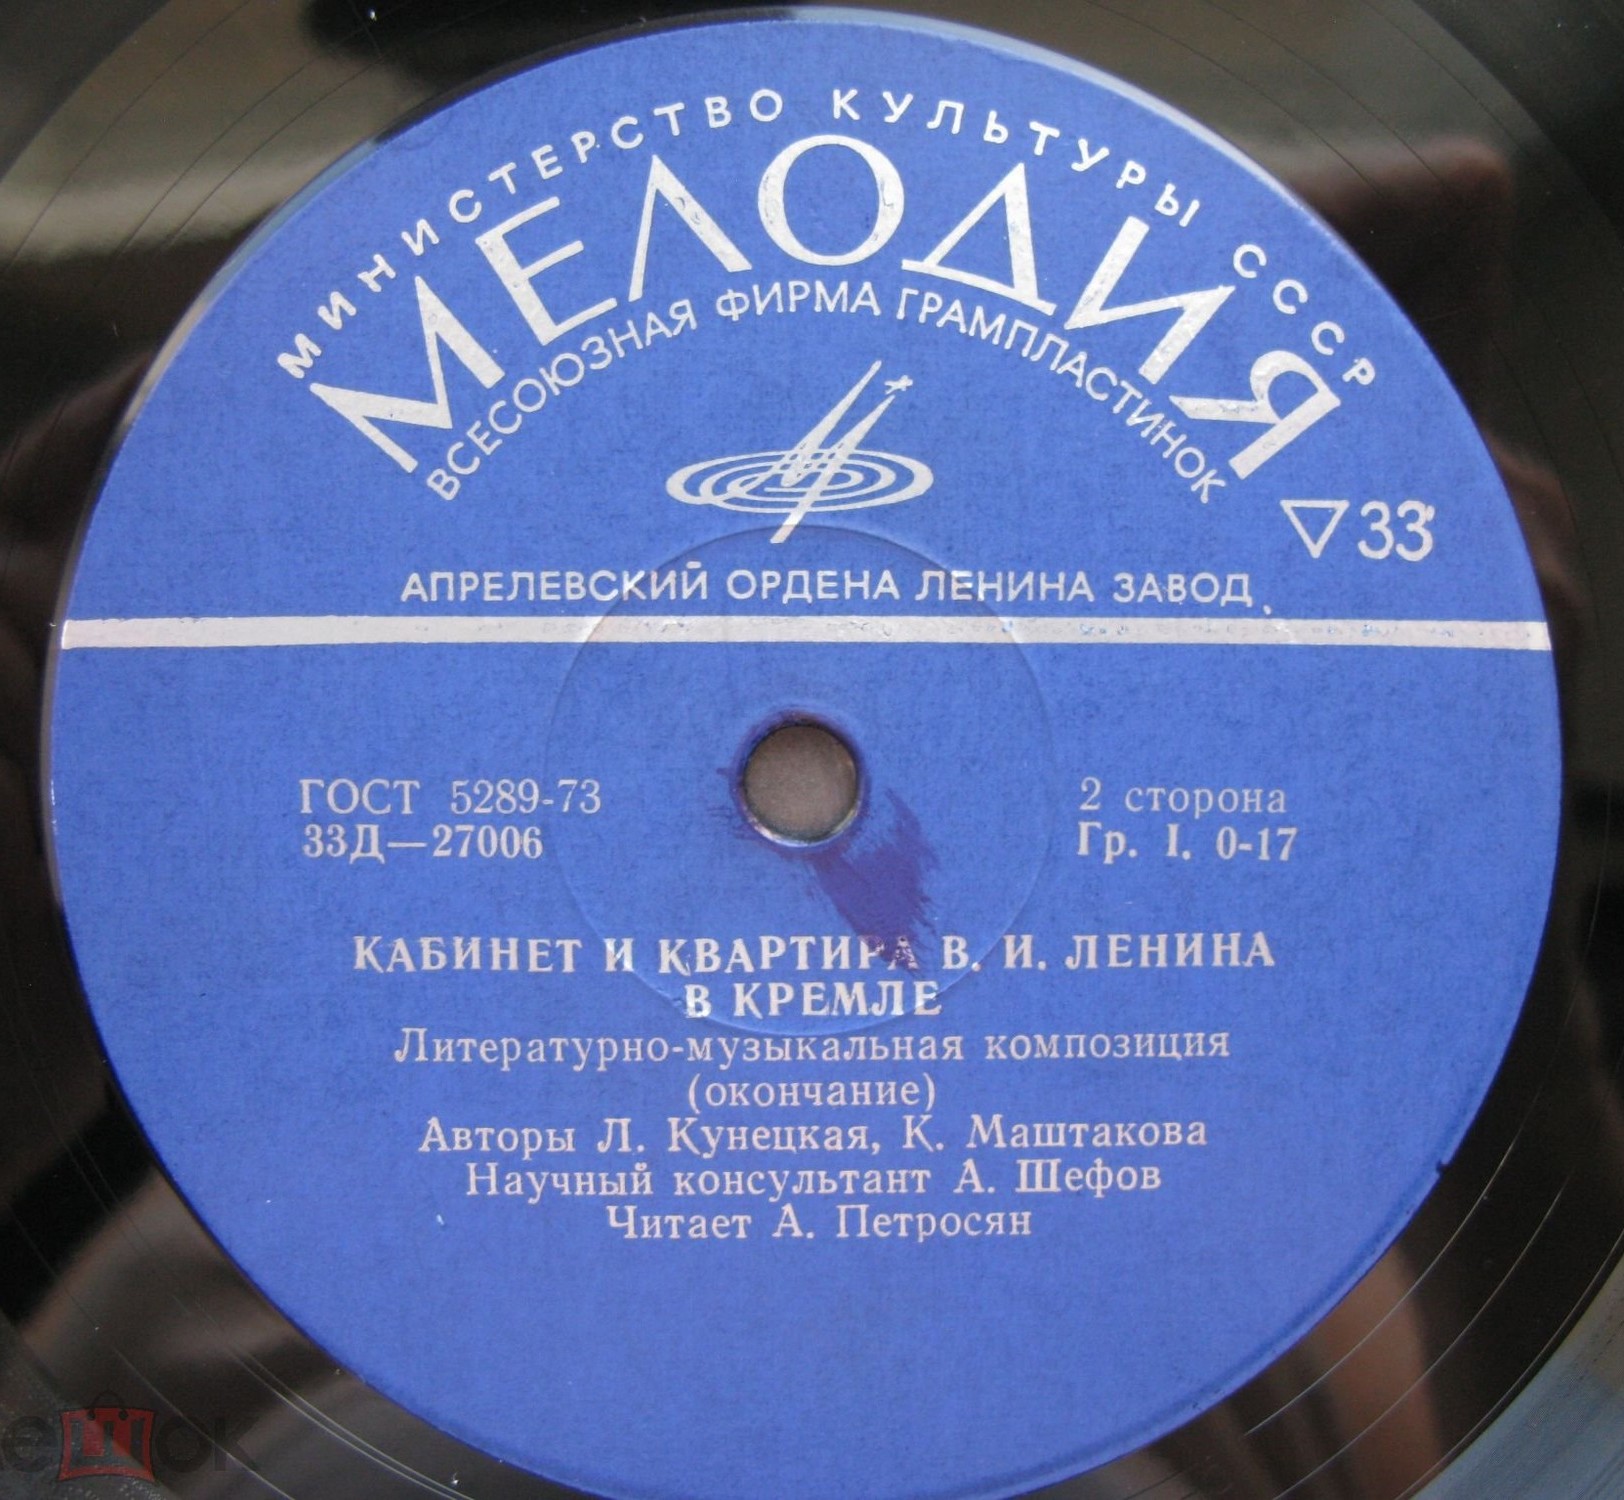 МИНИСТЕРСТВО КУЛЬТУРЫ СССР
МЕЛОДИЯ
ВСЕСОЮЗНАЯ ФИРМА ГРАМПЛАСТИНОК
33
АПРЕЛЕВСКИЙ ОРДЕНА ЛЕНИНА ЗАВОД
ГОСТ 5289-73
33Д—27006
2 сторона
Гр. I. 0-17
КАБИНЕТ И КВАРТИРА В. И. ЛЕНИНА
В КРЕМЛЕ
Литературно-музыкальная композиция
(окончание)
Авторы Л. Кунецкая, К. Маштакова
Научный консультант А. Шефов
Читает А. Петросян